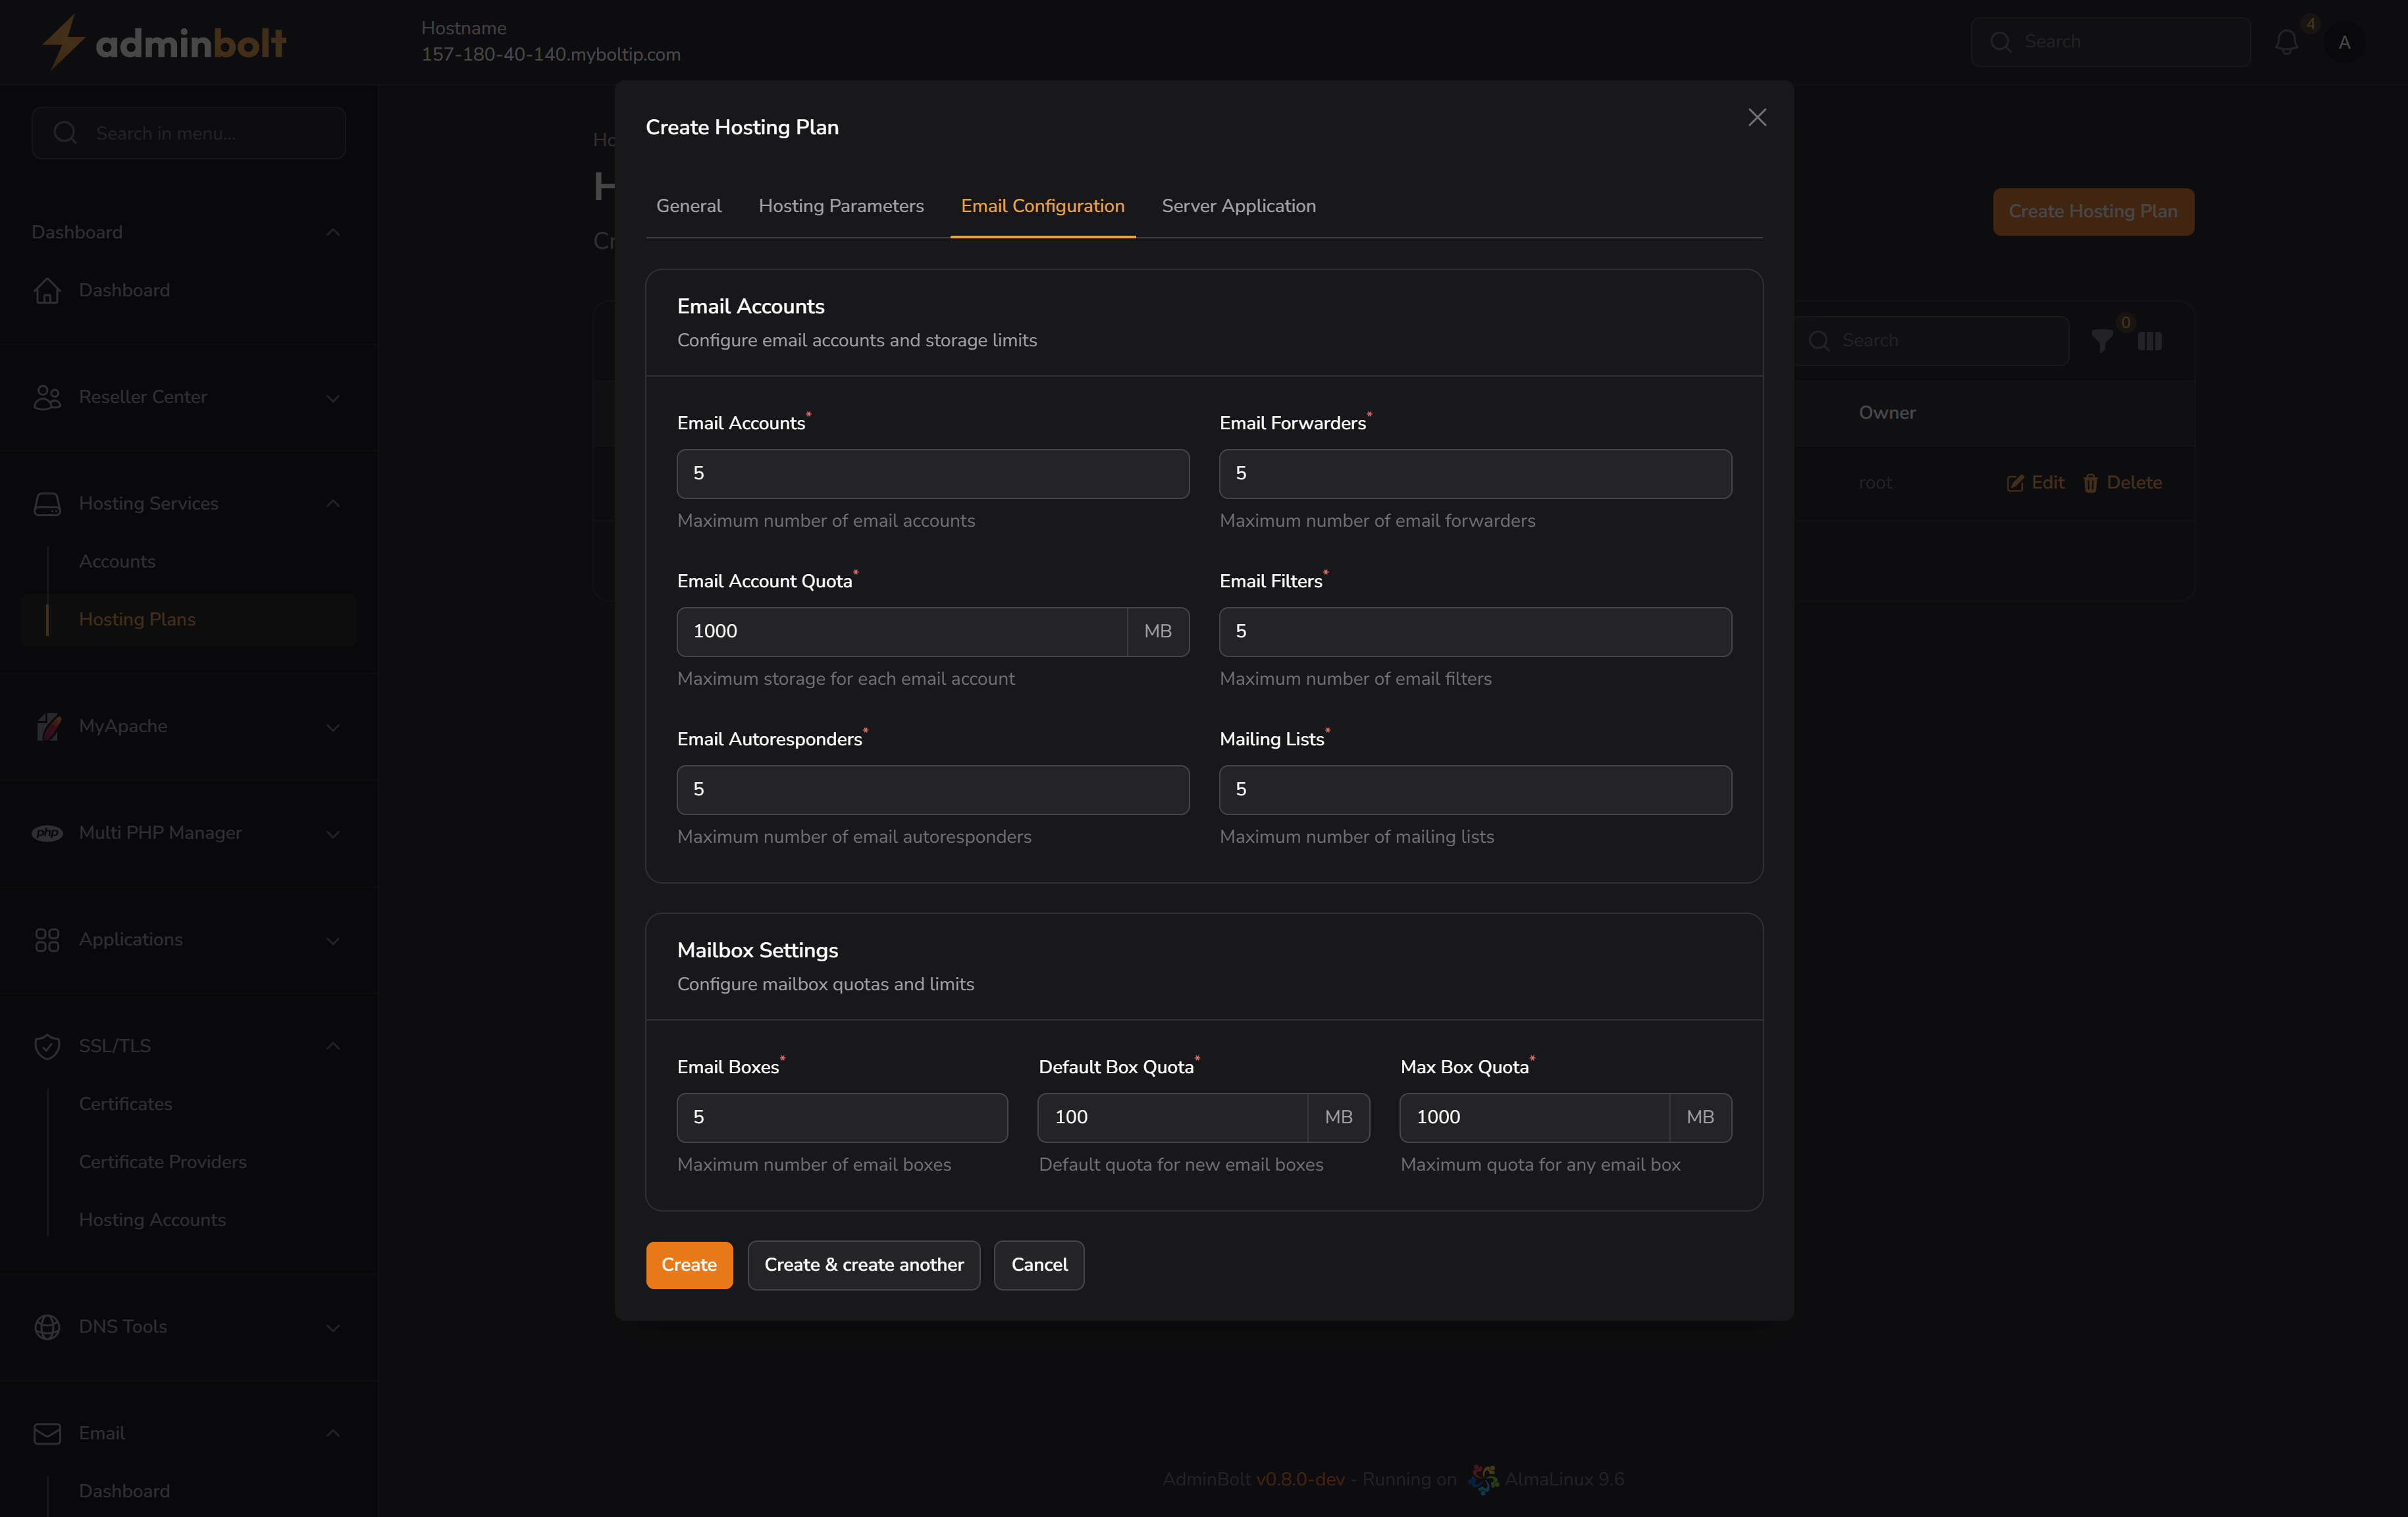 adminbolt
Hostname
157-180-40-140.myboltip.com
Search
4
A
Search in menu...
Dashboard
Dashboard
Reseller Center
Hosting Services
Accounts
Hosting Plans
MyApache
php
Multi PHP Manager
Applications
SSL/TLS
Certificates
Certificate Providers
Hosting Accounts
DNS Tools
Email
Dashboard
Create Hosting Plan
Search
0
Owner
root
Edit
Delete
Create Hosting Plan
General
Hosting Parameters
Email Configuration
Server Application
Email Accounts
Configure email accounts and storage limits
Email Accounts*
5
Maximum number of email accounts
Email Forwarders*
5
Maximum number of email forwarders
Email Account Quota*
1000 MB
Maximum storage for each email account
Email Filters*
5
Maximum number of email filters
Email Autoresponders*
5
Maximum number of email autoresponders
Mailing Lists*
5
Maximum number of mailing lists
Mailbox Settings
Configure mailbox quotas and limits
Email Boxes*
5
Maximum number of email boxes
Default Box Quota*
100 MB
Default quota for new email boxes
Max Box Quota*
1000 MB
Maximum quota for any email box
Create
Create & create another
Cancel
AdminBolt v0.8.0-dev - Running on AlmaLinux 9.6